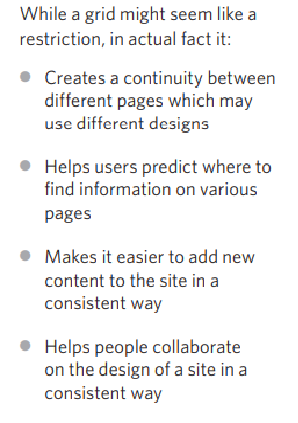 While a grid might seem like a
restriction, in actual fact it:
● Creates a continuity between
different pages which may
use different designs
● Helps users predict where to
find information on various
pages
● Makes it easier to add new
content to the site in a
consistent way
● Helps people collaborate
on the design of a site in a
consistent way